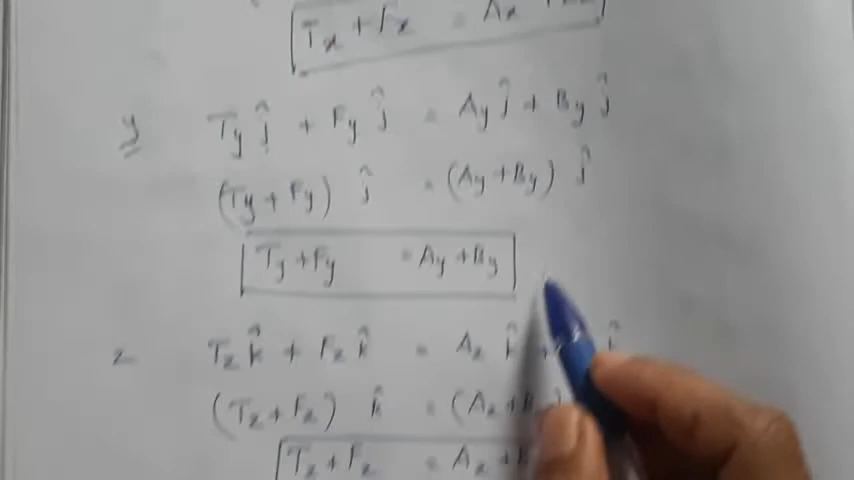 Tx + Fx = Ax +
y Ty ĵ + Fy ĵ = Ay ĵ + By ĵ
(Ty + Fy) ĵ = (Ay + By) ĵ
Ty + Fy = Ay + By
z Tz k̂ + Fz k̂ = Az k̂ + k̂
(Tz + Fz) k̂ = (Az +
Tz + Fz = Az +